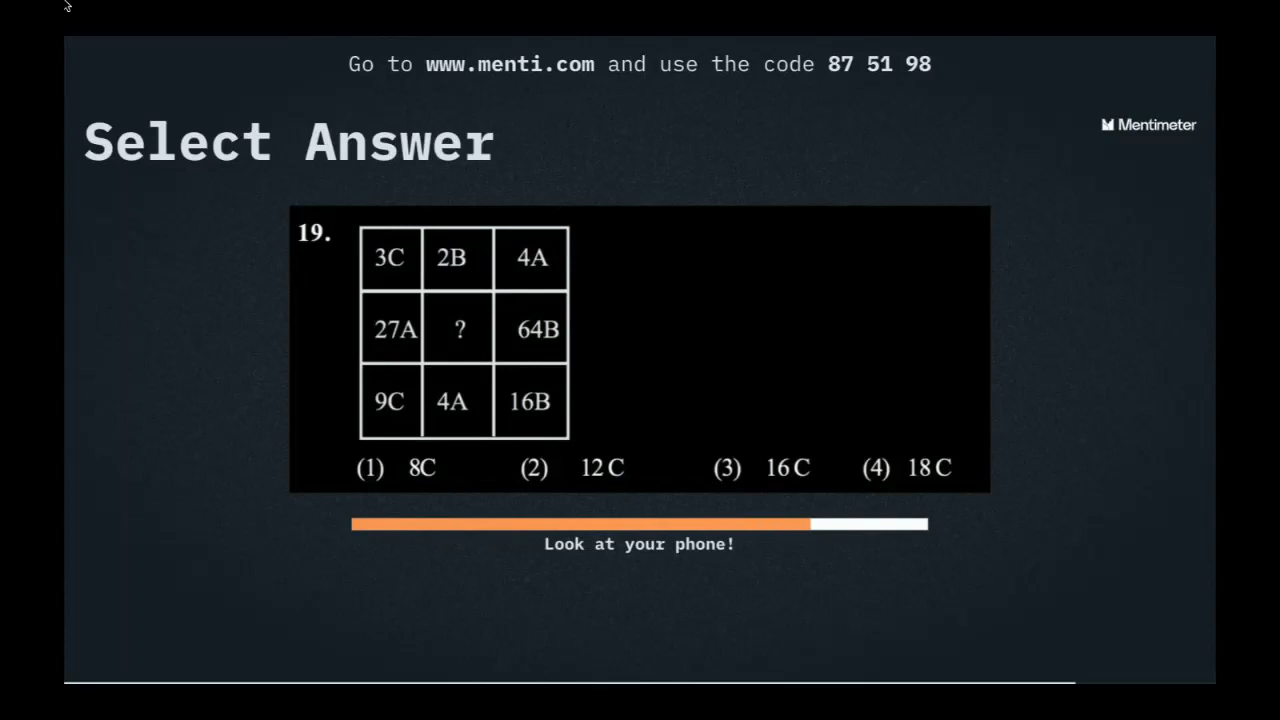 Go to www.menti.com and use the code 87 51 98
Select Answer
Mentimeter
19.
3C 2B 4A
27A ? 64B
9C 4A 16B
(1) 8C (2) 12 C (3) 16 C (4) 18 C
Look at your phone!